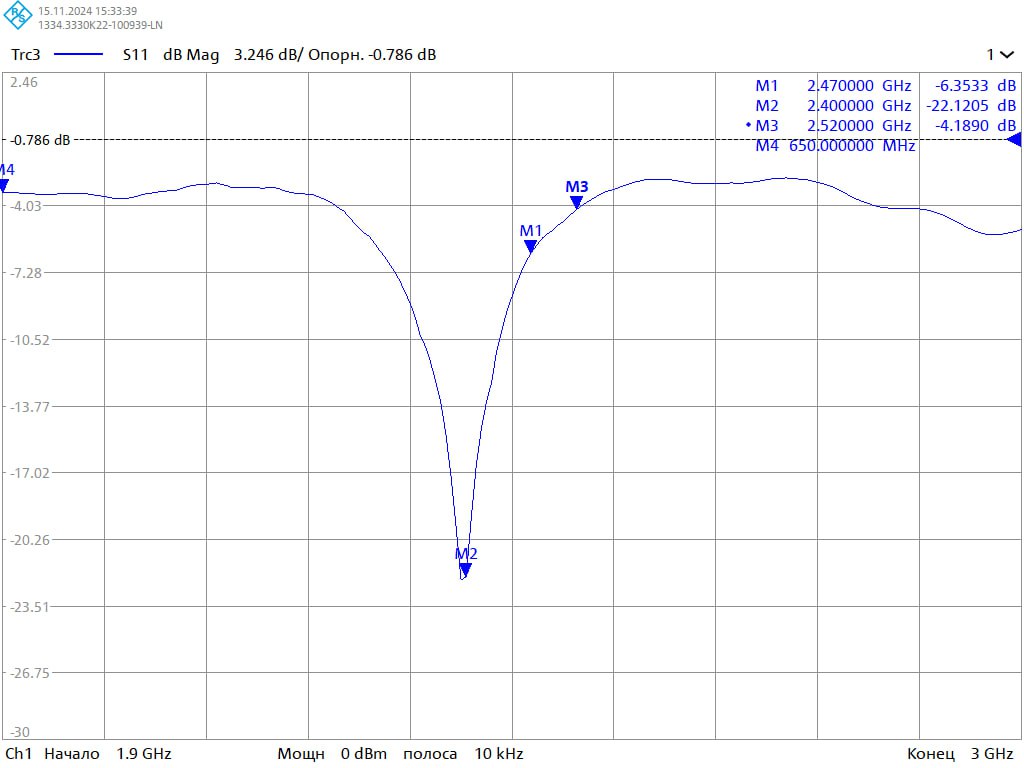 R&S
15.11.2024 15:33:39
1334.3330K22-100939-LN
Trc3 S11 dB Mag 3.246 dB/ Опорн. -0.786 dB 1
2.46
M1 2.470000 GHz -6.3533 dB
M2 2.400000 GHz -22.1205 dB
M3 2.520000 GHz -4.1890 dB
M4 650.000000 MHz
-0.786 dB
M4
M3
-4.03
M1
-7.28
-10.52
-13.77
-17.02
-20.26
M2
-23.51
-26.75
-30
Ch1 Начало 1.9 GHz Мощн 0 dBm полоса 10 kHz Конец 3 GHz